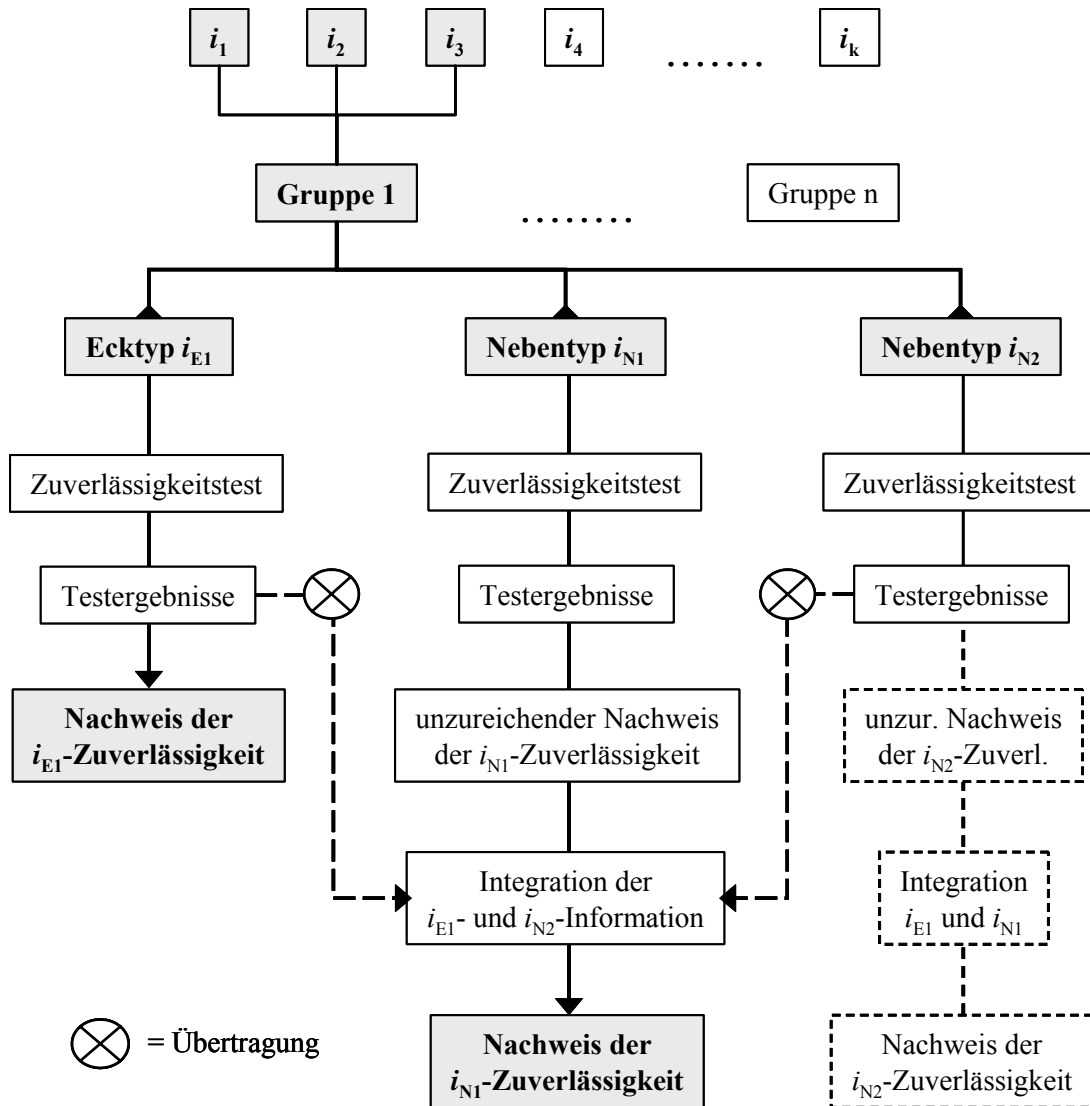 i1 i2 i3 i4 ....... ik
Gruppe 1
........
Gruppe n
Ecktyp iE1
Nebentyp iN1
Nebentyp iN2
Zuverlässigkeitstest
Zuverlässigkeitstest
Zuverlässigkeitstest
Testergebnisse
Testergebnisse
Testergebnisse
Nachweis der
iE1-Zuverlässigkeit
unzureichender Nachweis
der iN1-Zuverlässigkeit
unzur. Nachweis
der iN2-Zuverl.
Integration der
iE1- und iN2-Information
Integration
iE1 und iN1
= Übertragung
Nachweis der
iN1-Zuverlässigkeit
Nachweis der
iN2-Zuverlässigkeit